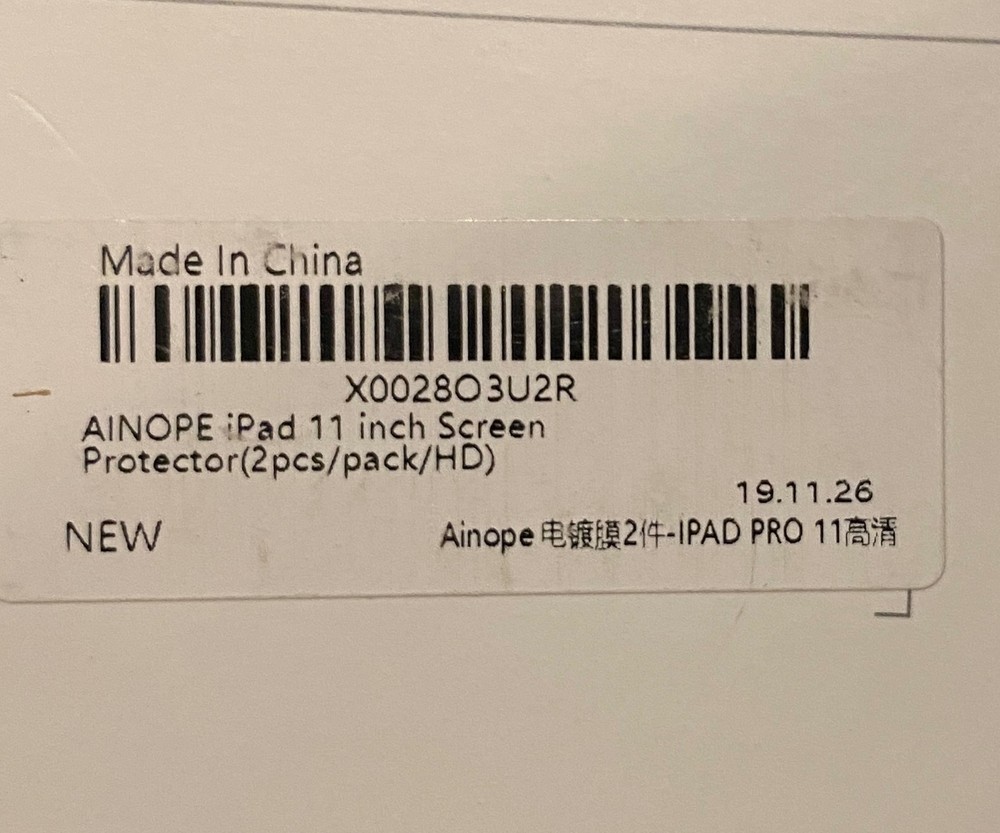 Made In China
X0028O3U2R
AINOPE iPad 11 inch Screen
Protector(2pcs/pack/HD)
19.11.26
NEW
Ainope 电镀膜2件-IPAD PRO 11高清